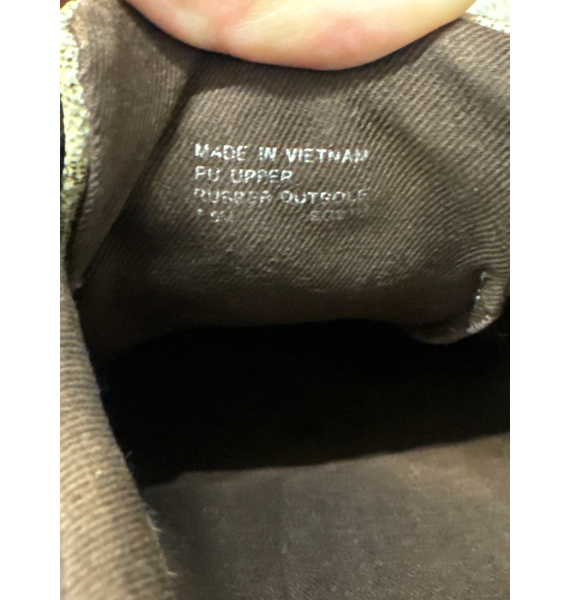 MADE IN VIETNAM
PU UPPER
RUBBER OUTSOLE